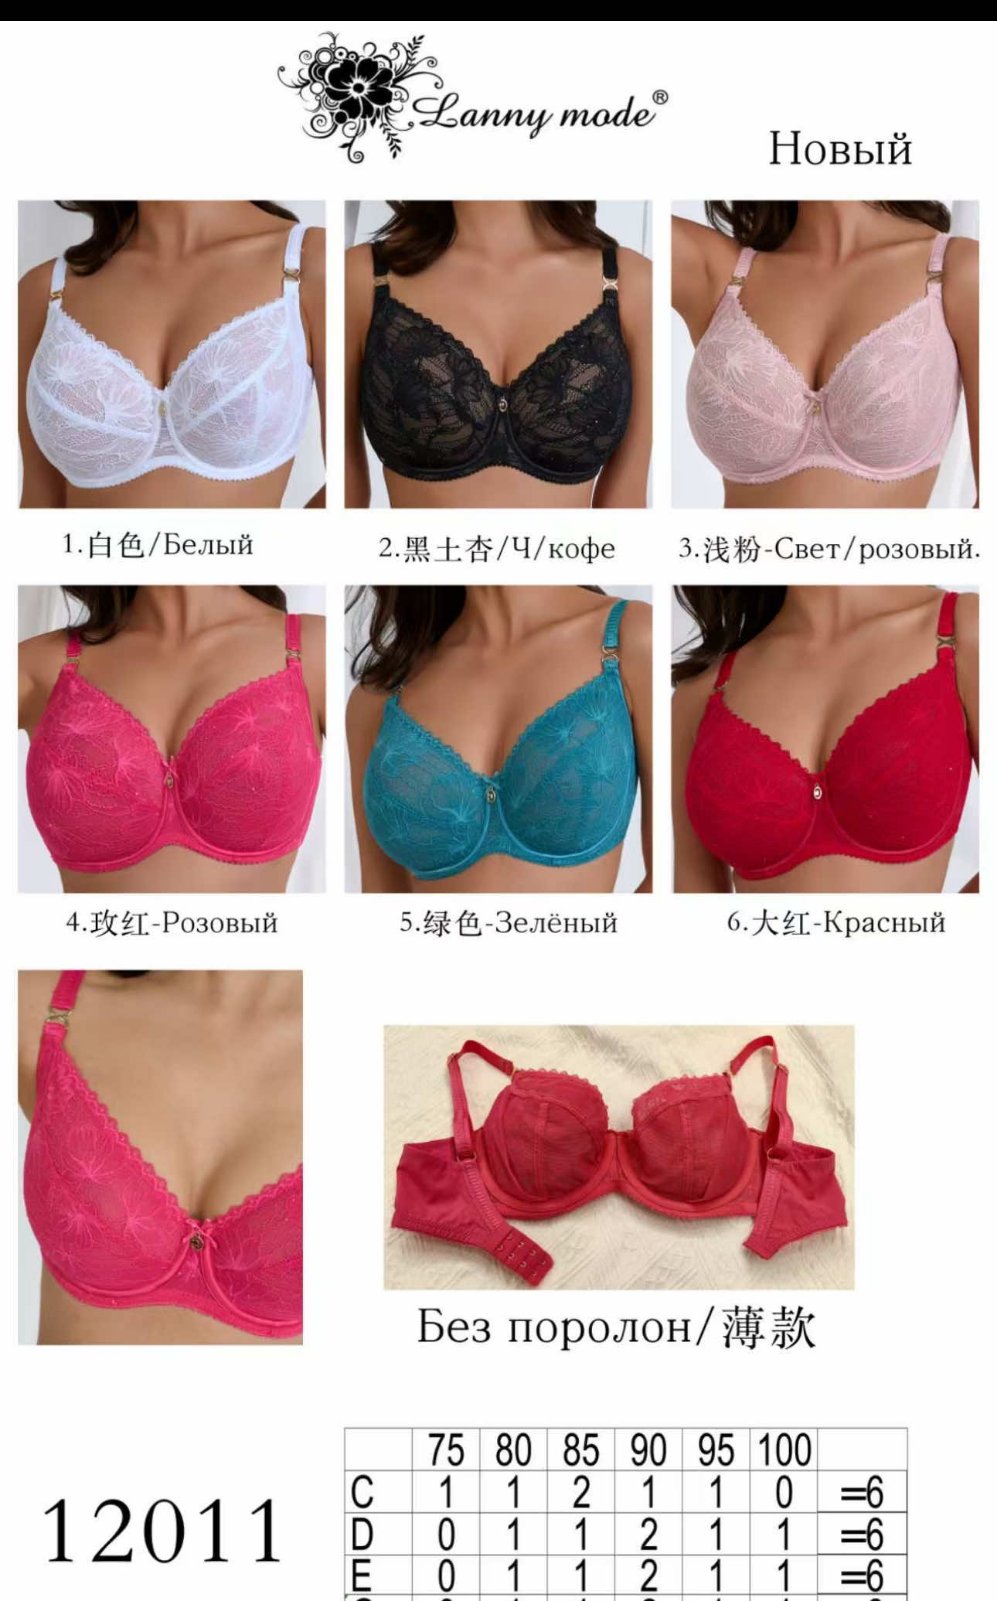 Lanny mode®
Новый
1.白色/Белый
2.黑土杏/Ч/кофе
3.浅粉-Свет/розовый.
4.玫红-Розовый
5.绿色-Зелёный
6.大红-Красный
Без поролон/薄款
12011
75 80 85 90 95 100
C 1 1 2 1 1 0 =6
D 0 1 1 2 1 1 =6
E 0 1 1 2 1 1 =6